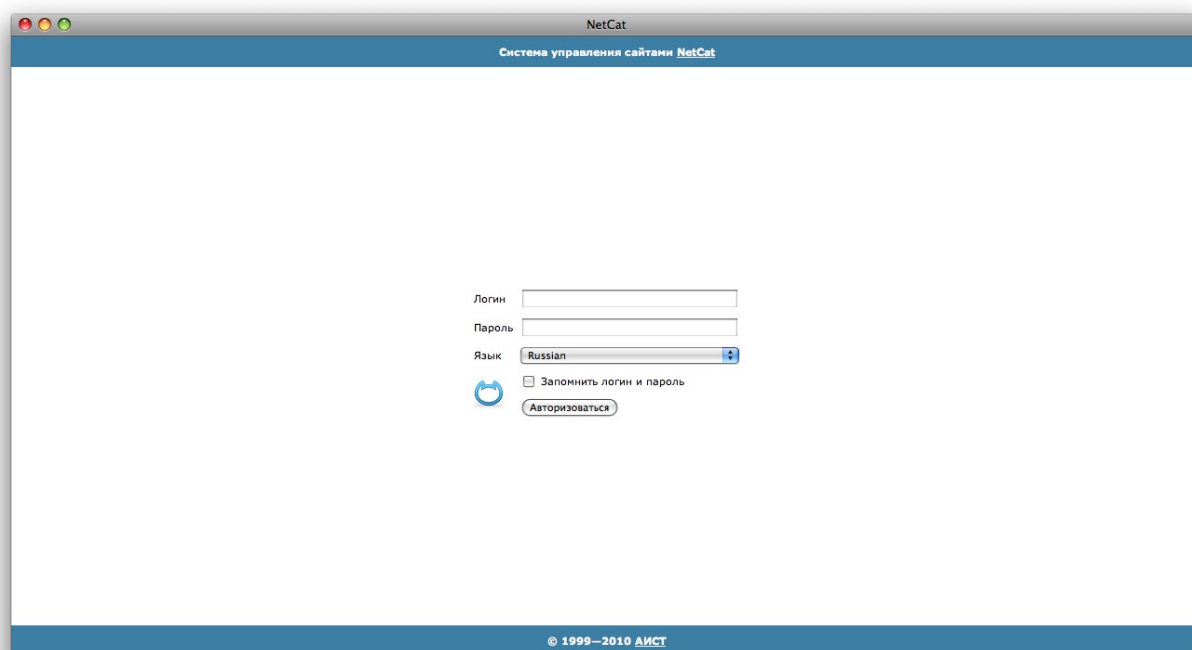 NetCat
Система управления сайтами NetCat
Логин
Пароль
Язык Russian
Запомнить логин и пароль
Авторизоваться
© 1999—2010 АИСТ